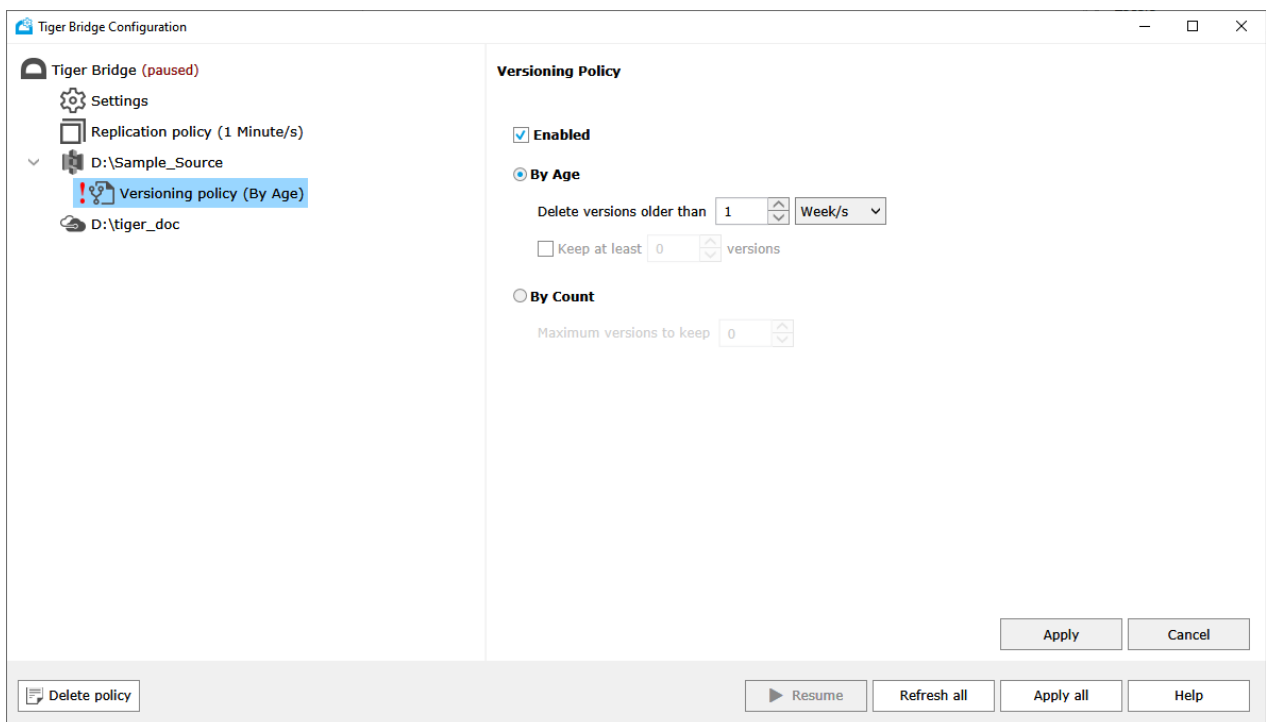 Tiger Bridge Configuration
Tiger Bridge (paused)
Settings
Replication policy (1 Minute/s)
D:\Sample_Source
Versioning policy (By Age)
D:\tiger_doc
Versioning Policy
Enabled
By Age
Delete versions older than 1 Week/s
Keep at least 0 versions
By Count
Maximum versions to keep 0
Apply Cancel
Delete policy Resume Refresh all Apply all Help